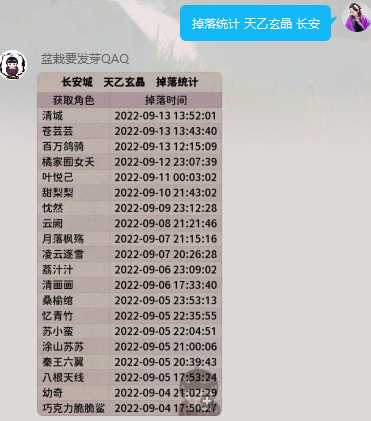 掉落统计 天乙玄晶 长安
盆栽要发芽QAQ
长安城 天乙玄晶 掉落统计
获取角色 掉落时间
清城 2022-09-13 13:52:01
苍芸芸 2022-09-13 13:43:40
百万鸽骑 2022-09-13 12:15:09
橘家囿女夭 2022-09-12 23:07:39
叶悦己 2022-09-11 00:03:02
甜梨梨 2022-09-10 21:43:02
忱然 2022-09-09 23:12:28
云阙 2022-09-08 21:21:46
月落枫殇 2022-09-07 21:15:16
凌云逐雪 2022-09-07 20:26:28
荔汁汁 2022-09-06 23:09:02
清画画 2022-09-06 17:33:40
桑榆绾 2022-09-05 23:53:13
忆青竹 2022-09-05 22:35:55
苏小蛮 2022-09-05 22:04:51
涂山苏苏 2022-09-05 21:00:06
秦王六翼 2022-09-05 20:39:43
八根天线 2022-09-05 17:53:24
幼奇 2022-09-04 21:02:29
巧克力脆脆鲨 2022-09-04 17:50:27